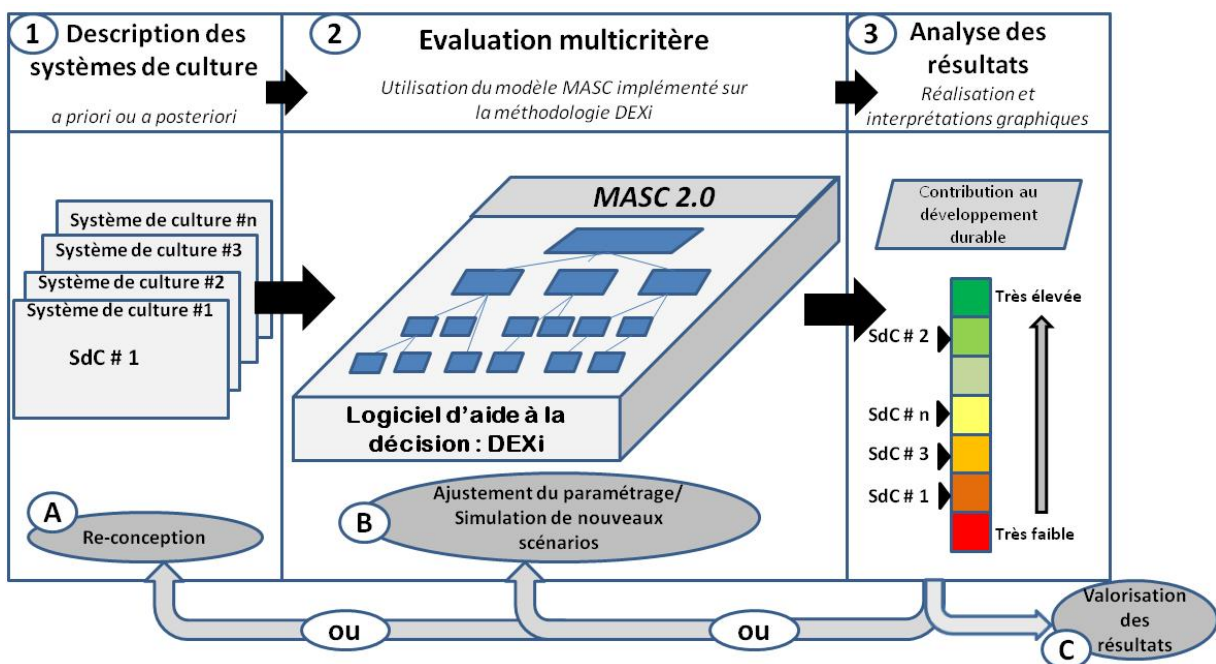 1
Description des
systèmes de culture
a priori ou a posteriori
2
Evaluation multicritère
Utilisation du modèle MASC implémenté sur
la méthodologie DEXi
3
Analyse des
résultats
Réalisation et
interprétations graphiques
Système de culture #n
Système de culture #3
Système de culture #2
Système de culture #1
SdC # 1
MASC 2.0
Logiciel d'aide à la
décision : DEXi
Contribution au
développement
durable
Très élevée
SdC # 2
SdC # n
SdC # 3
SdC # 1
Très faible
A
Re-conception
B
Ajustement du paramétrage/
Simulation de nouveaux
scénarios
ou
ou
Valorisation
des
résultats
C